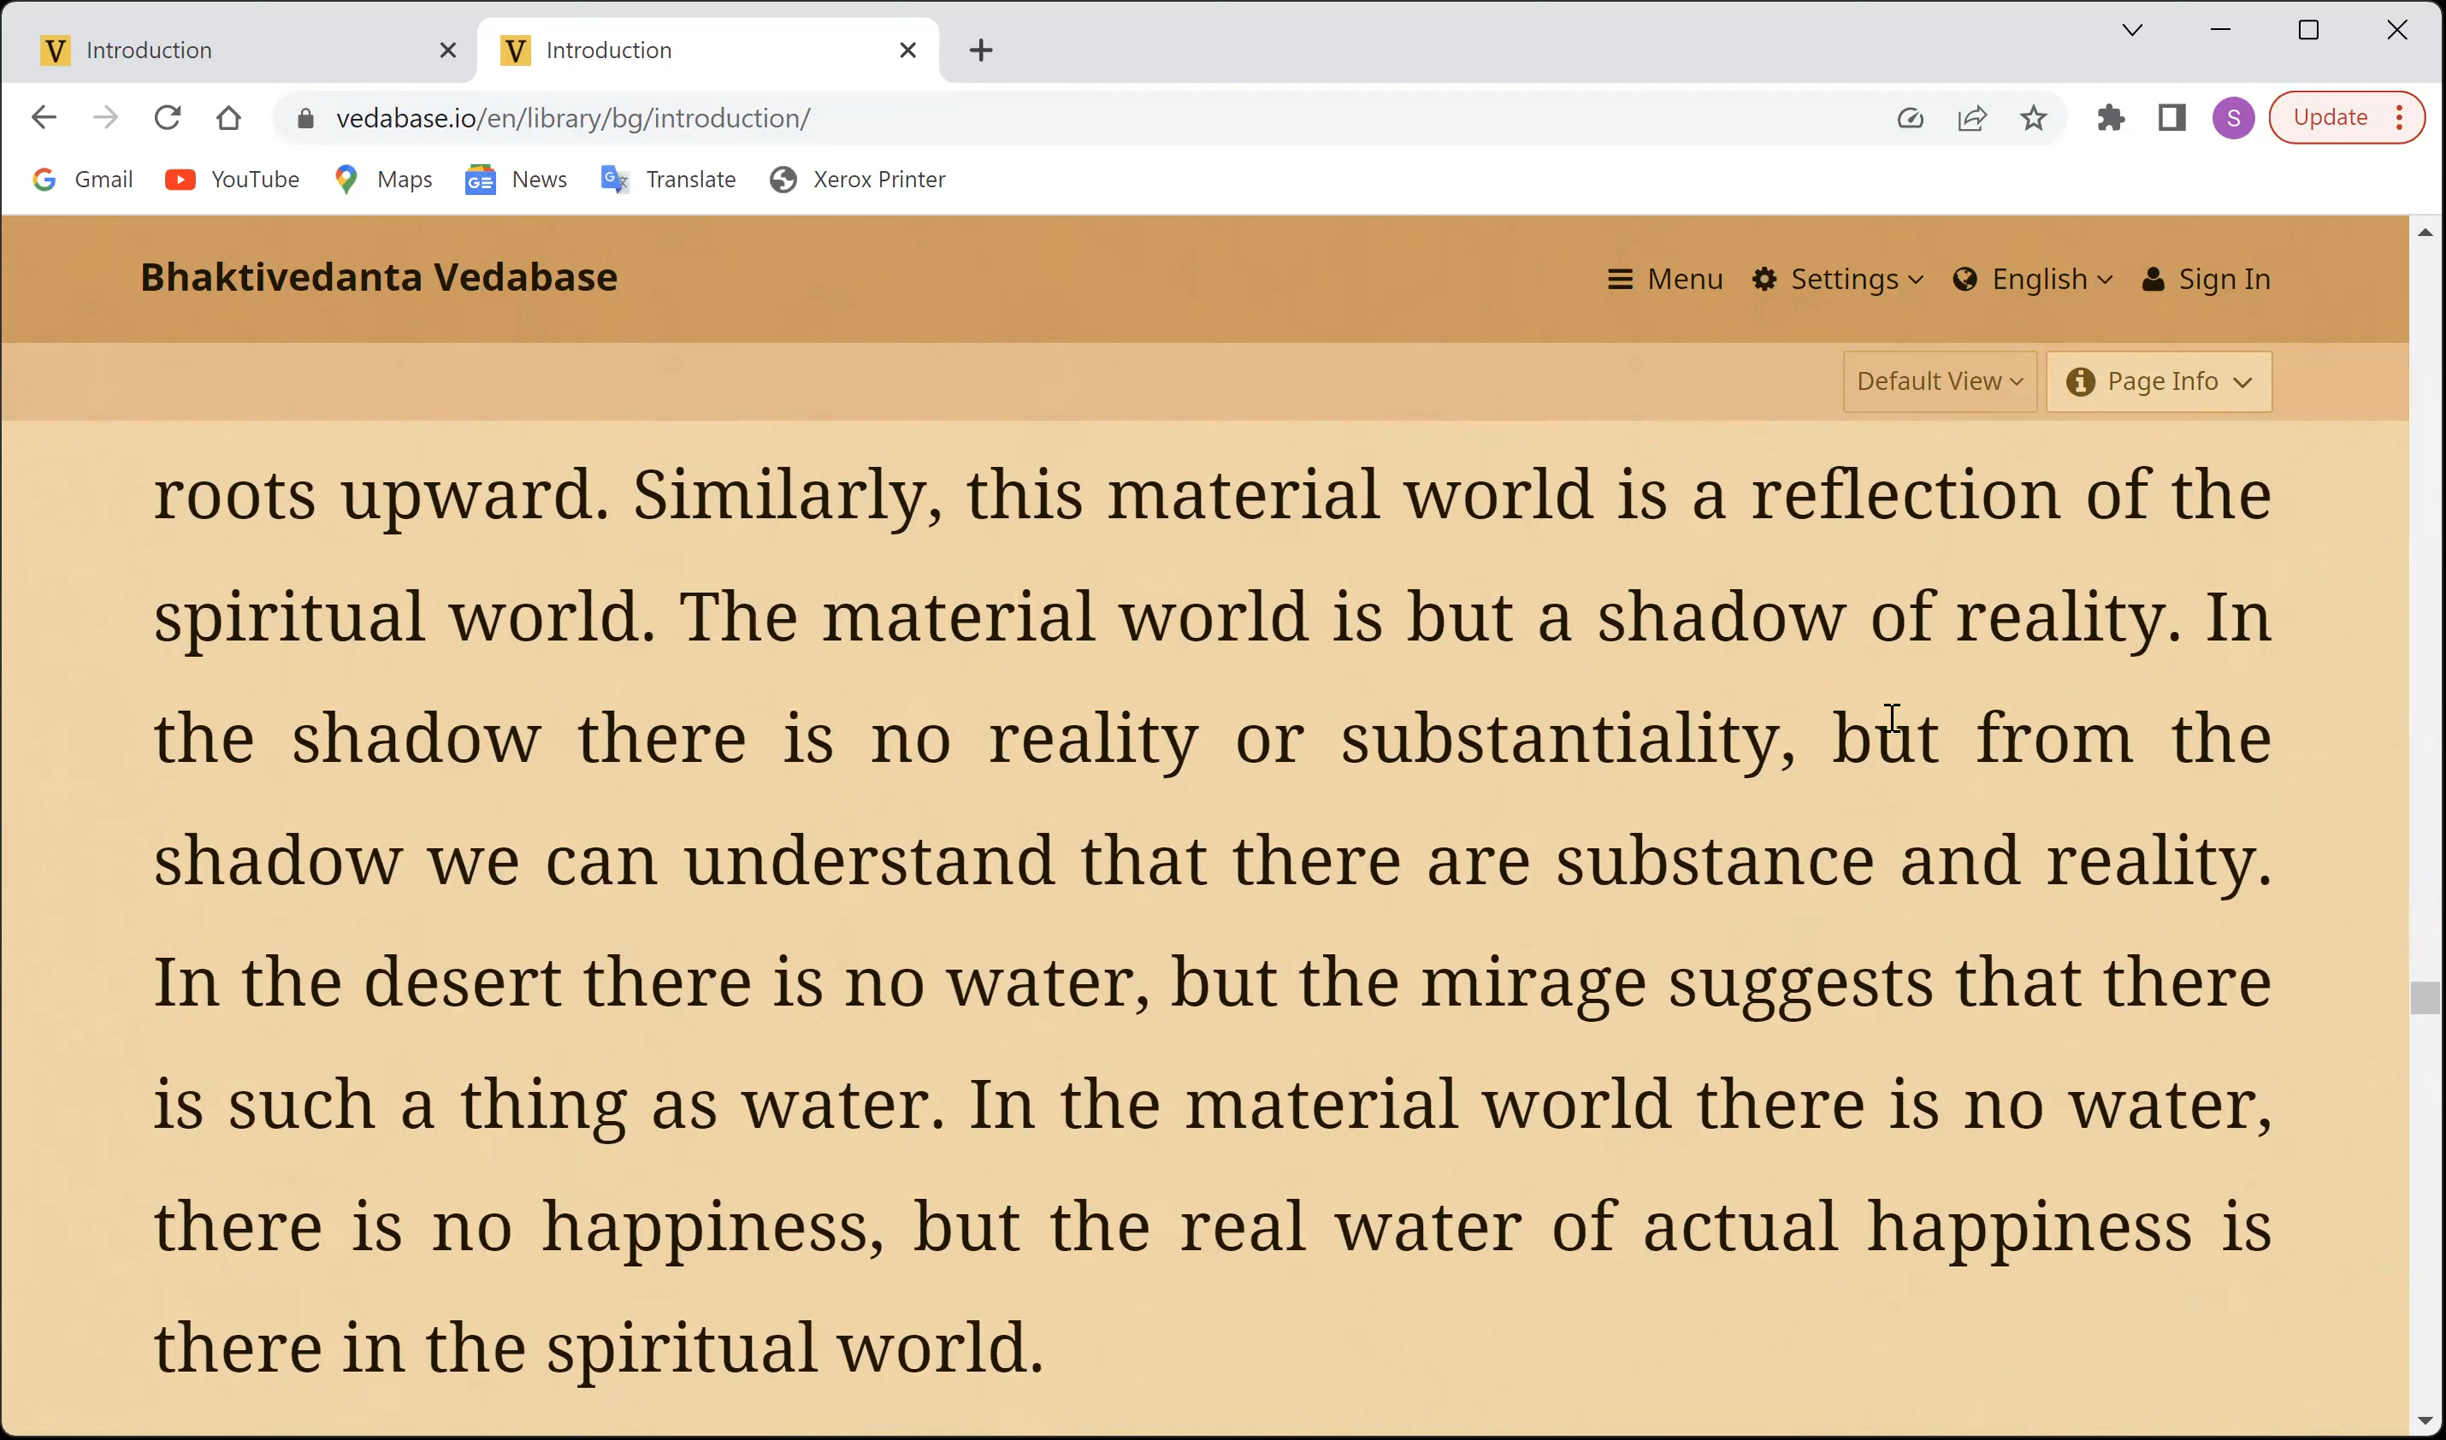 Introduction
Introduction
vedabase.io/en/library/bg/introduction/
S
Update
Gmail
YouTube
Maps
News
Translate
Xerox Printer
Bhaktivedanta Vedabase
Menu
Settings
English
Sign In
Default View
Page Info
roots upward. Similarly, this material world is a reflection of the
spiritual world. The material world is but a shadow of reality. In
the shadow there is no reality or substantiality, but from the
shadow we can understand that there are substance and reality.
In the desert there is no water, but the mirage suggests that there
is such a thing as water. In the material world there is no water,
there is no happiness, but the real water of actual happiness is
there in the spiritual world.